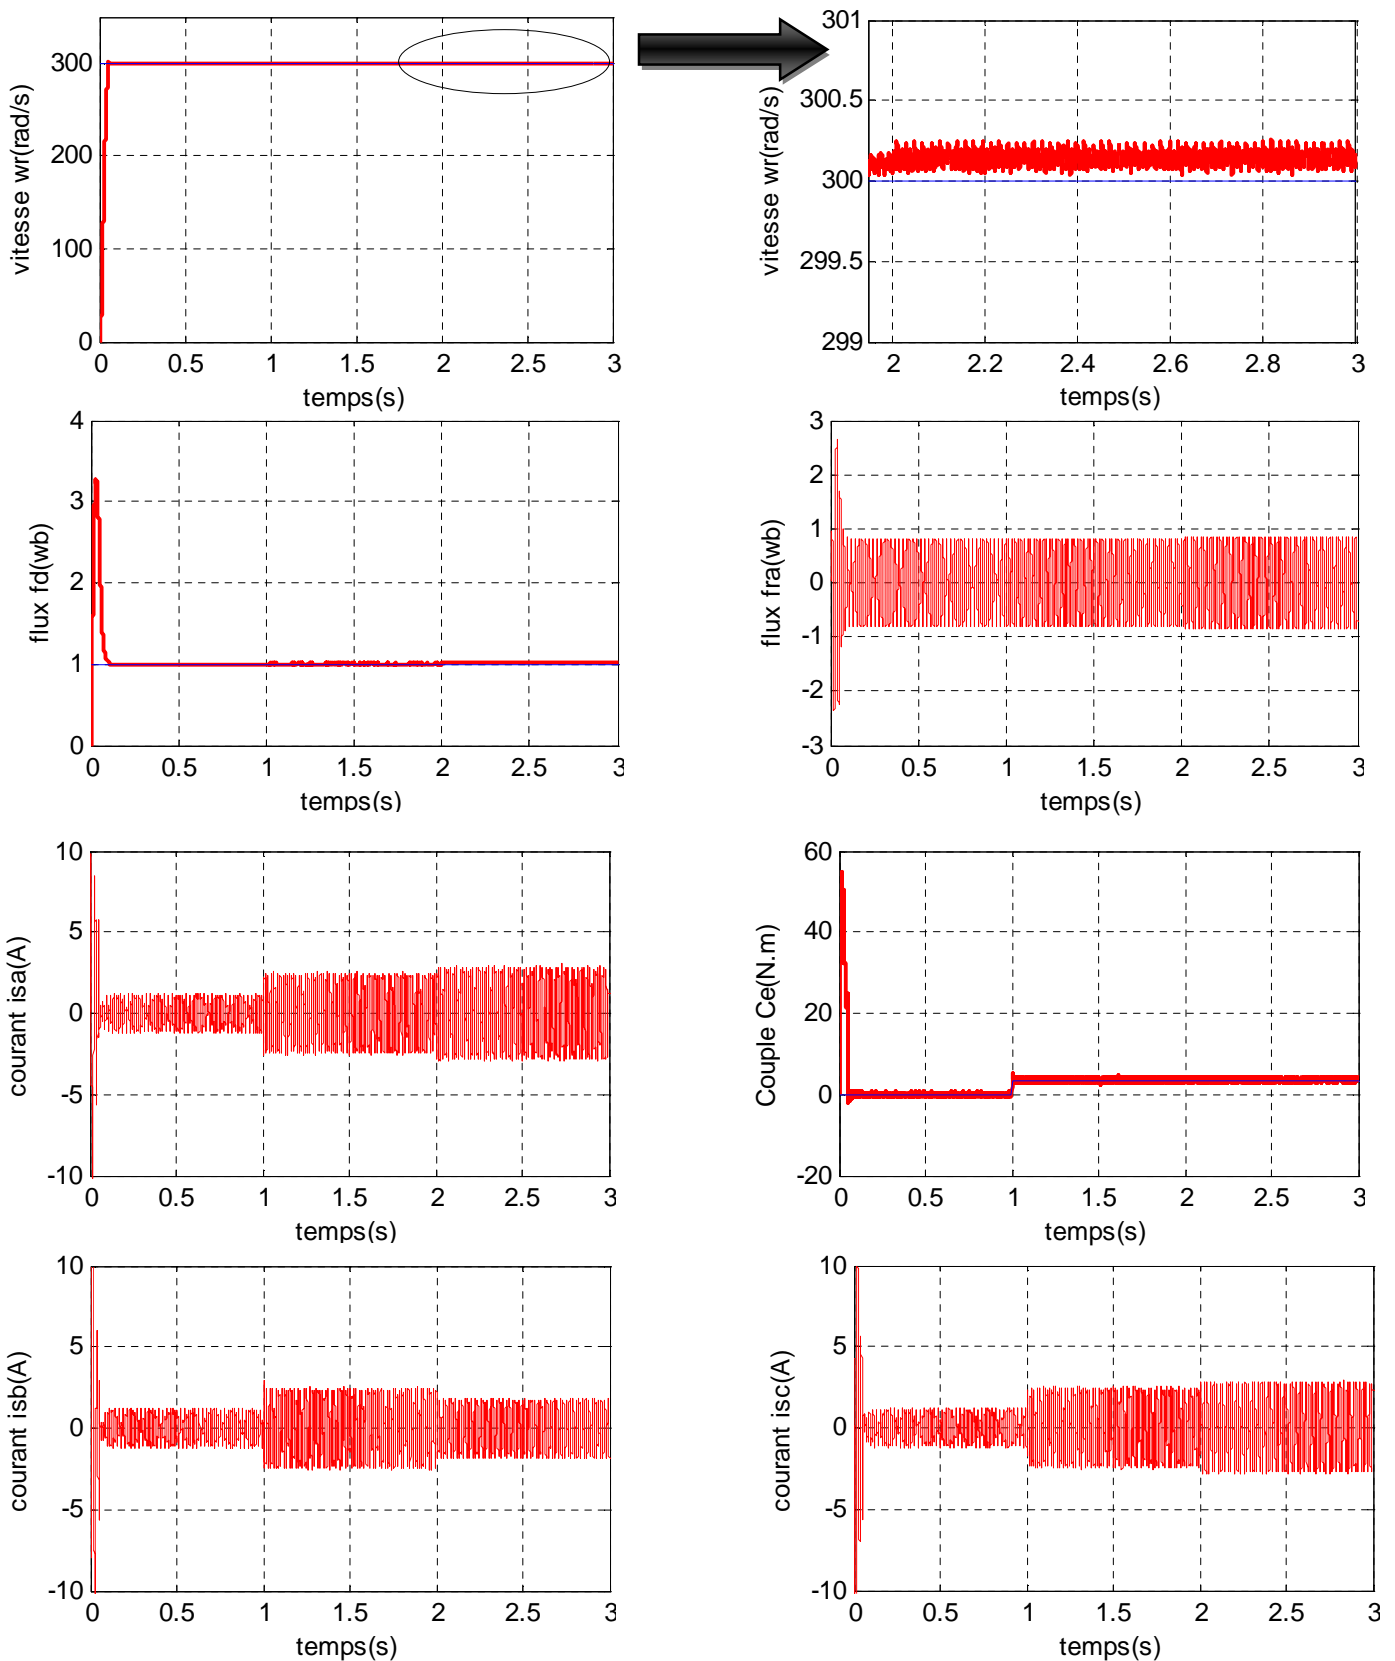 301
300
200
100
0
vitesse wr(rad/s)
0 0.5 1 1.5 2 2.5 3
temps(s)
300.5
300
299.5
299
vitesse wr(rad/s)
2 2.2 2.4 2.6 2.8 3
temps(s)
4
3
2
1
0
flux fd(wb)
0 0.5 1 1.5 2 2.5 3
temps(s)
3
2
1
0
-1
-2
-3
flux fra(wb)
0 0.5 1 1.5 2 2.5 3
temps(s)
10
5
0
-5
-10
courant isa(A)
0 0.5 1 1.5 2 2.5 3
temps(s)
60
40
20
0
-20
Couple Ce(N.m)
0 0.5 1 1.5 2 2.5 3
temps(s)
10
5
0
-5
-10
courant isb(A)
0 0.5 1 1.5 2 2.5 3
temps(s)
10
5
0
-5
-10
courant isc(A)
0 0.5 1 1.5 2 2.5 3
temps(s)